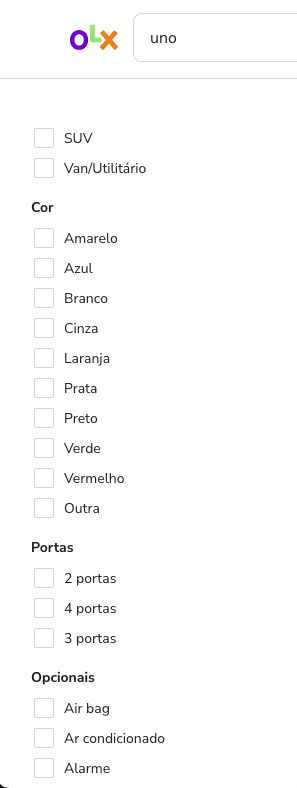 OLX
uno
SUV
Van/Utilitário
Cor
Amarelo
Azul
Branco
Cinza
Laranja
Prata
Preto
Verde
Vermelho
Outra
Portas
2 portas
4 portas
3 portas
Opcionais
Air bag
Ar condicionado
Alarme